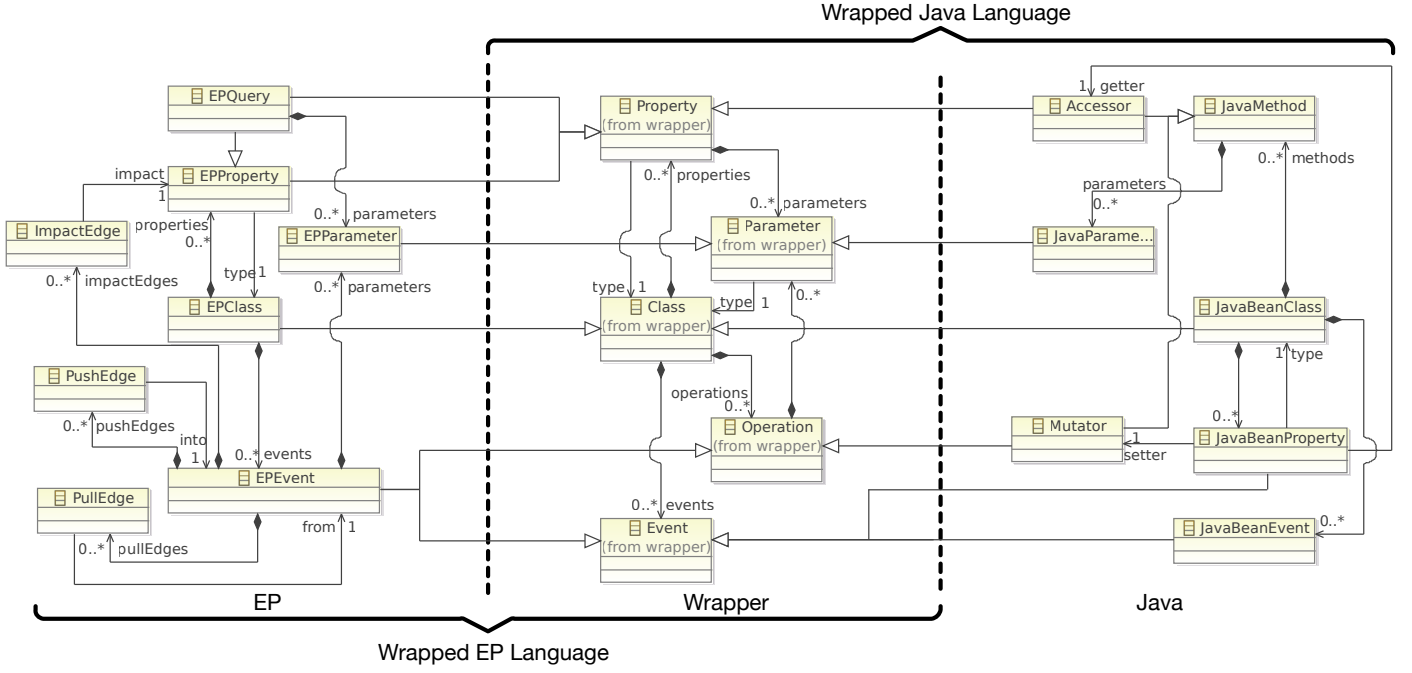 Wrapped Java Language
EPQuery
Property
(from wrapper)
1 getter
Accessor
JavaMethod
0..* methods
impact
1
EPProperty
0..* properties
parameters
0..*
ImpactEdge
properties
0..*
0..* parameters
EPParameter
0..* parameters
Parameter
(from wrapper)
JavaParame...
0..* impactEdges
type 1
0..* parameters
type 1
type 1
0..*
EPClass
Class
(from wrapper)
JavaBeanClass
1 type
PushEdge
0..* pushEdges
into
1
0..* events
operations
0..*
Operation
(from wrapper)
Mutator
1
setter
0..*
JavaBeanProperty
EPEvent
PullEdge
0..* pullEdges
from 1
0..* events
Event
(from wrapper)
JavaBeanEvent
0..*
EP
Wrapper
Java
Wrapped EP Language